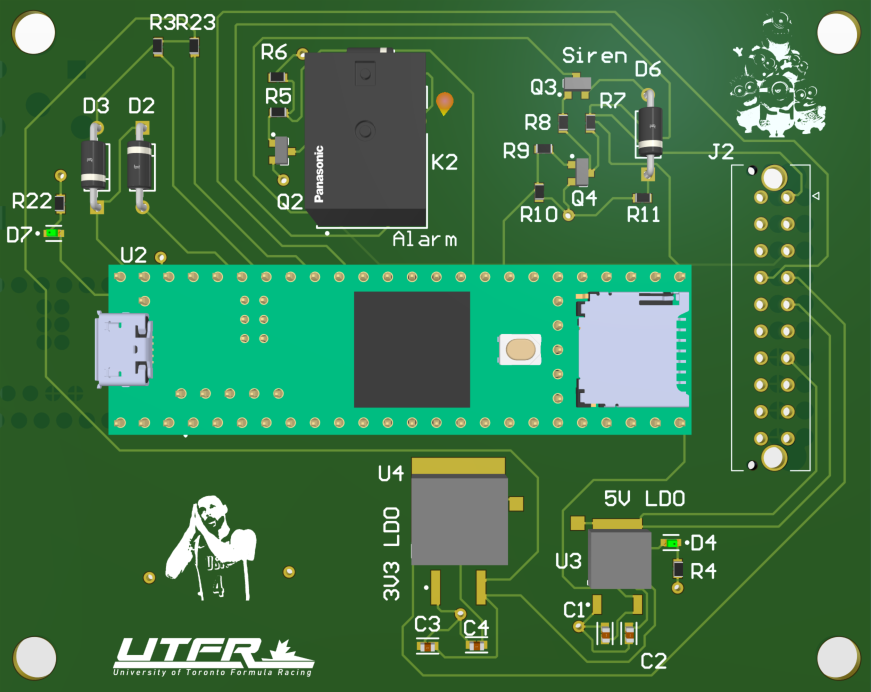 R3R23
R6
Siren
D6
Q3
R5
R7
D3
D2
R8
J2
R9
K2
Panasonic
R22
Q2
Q4
R10
R11
D7
Alarm
U2
U4
5V LDO
3V3 LDO
D4
U3
R4
4
C1
C3
C4
C2
UTFR
University of Toronto Formula Racing